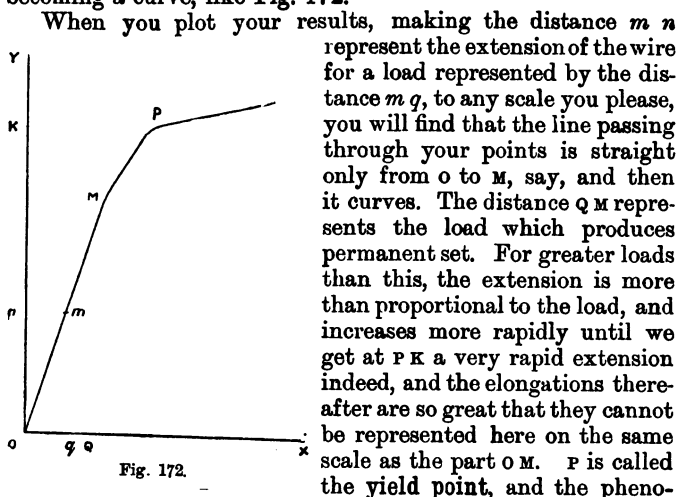 becoming a curve, like Fig. 172.
When you plot your results, making the distance m n
represent the extension of the wire
for a load represented by the dis-
tance m q, to any scale you please,
you will find that the line passing
through your points is straight
only from O to M, say, and then
it curves. The distance Q M repre-
sents the load which produces
permanent set. For greater loads
than this, the extension is more
than proportional to the load, and
increases more rapidly until we
get at P K a very rapid extension
indeed, and the elongations there-
after are so great that they cannot
be represented here on the same
scale as the part O M. P is called
the yield point, and the pheno-
Y
K
P
M
n
m
O
q Q
X
Fig. 172.